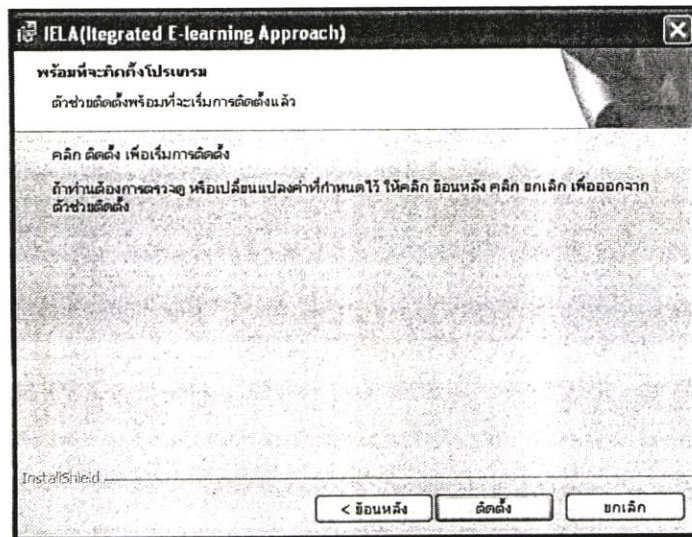 IELA(Itegrated E-learning Approach)
พร้อมที่จะติดตั้งโปรแกรม
ตัวช่วยติดตั้งพร้อมที่จะเริ่มการติดตั้งแล้ว
คลิก ติดตั้ง เพื่อเริ่มการติดตั้ง
ถ้าท่านต้องการตรวจดู หรือเปลี่ยนแปลงค่าที่กำหนดไว้ ให้คลิก ย้อนหลัง คลิก ยกเลิก เพื่อออกจาก
ตัวช่วยติดตั้ง
InstallShield
< ย้อนหลัง
ติดตั้ง
ยกเลิก